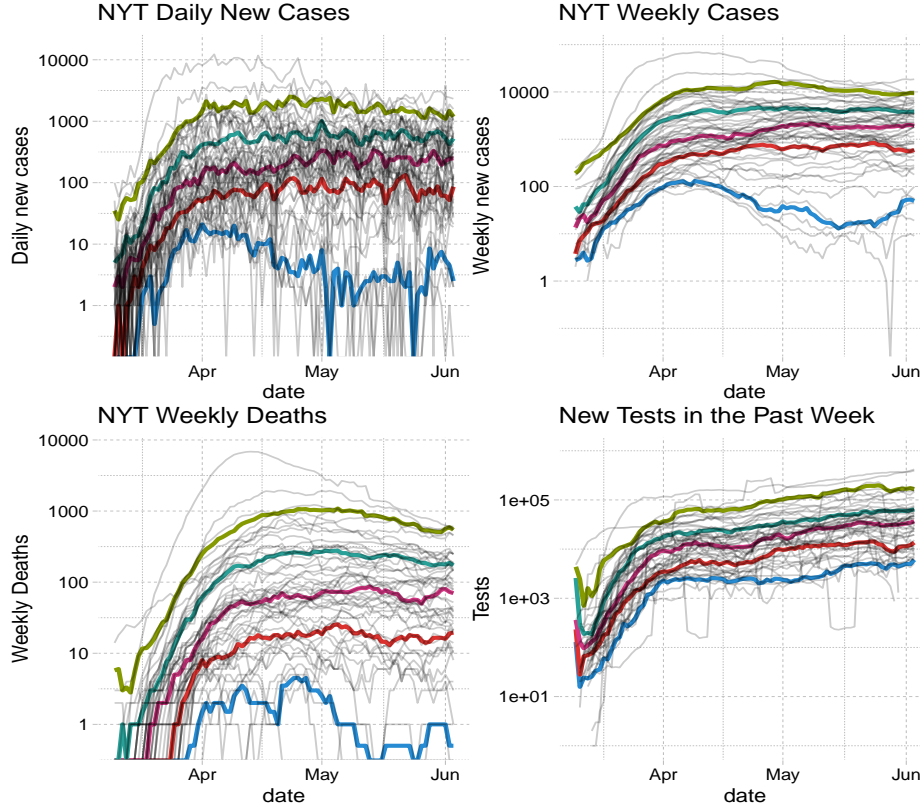 NYT Daily New Cases
Daily new cases
10000
1000
100
10
1
Apr
May
Jun
date
NYT Weekly Cases
Weekly new cases
10000
100
1
Apr
May
Jun
date
NYT Weekly Deaths
Weekly Deaths
10000
1000
100
10
1
Apr
May
Jun
date
New Tests in the Past Week
Tests
1e+05
1e+03
1e+01
Apr
May
Jun
date